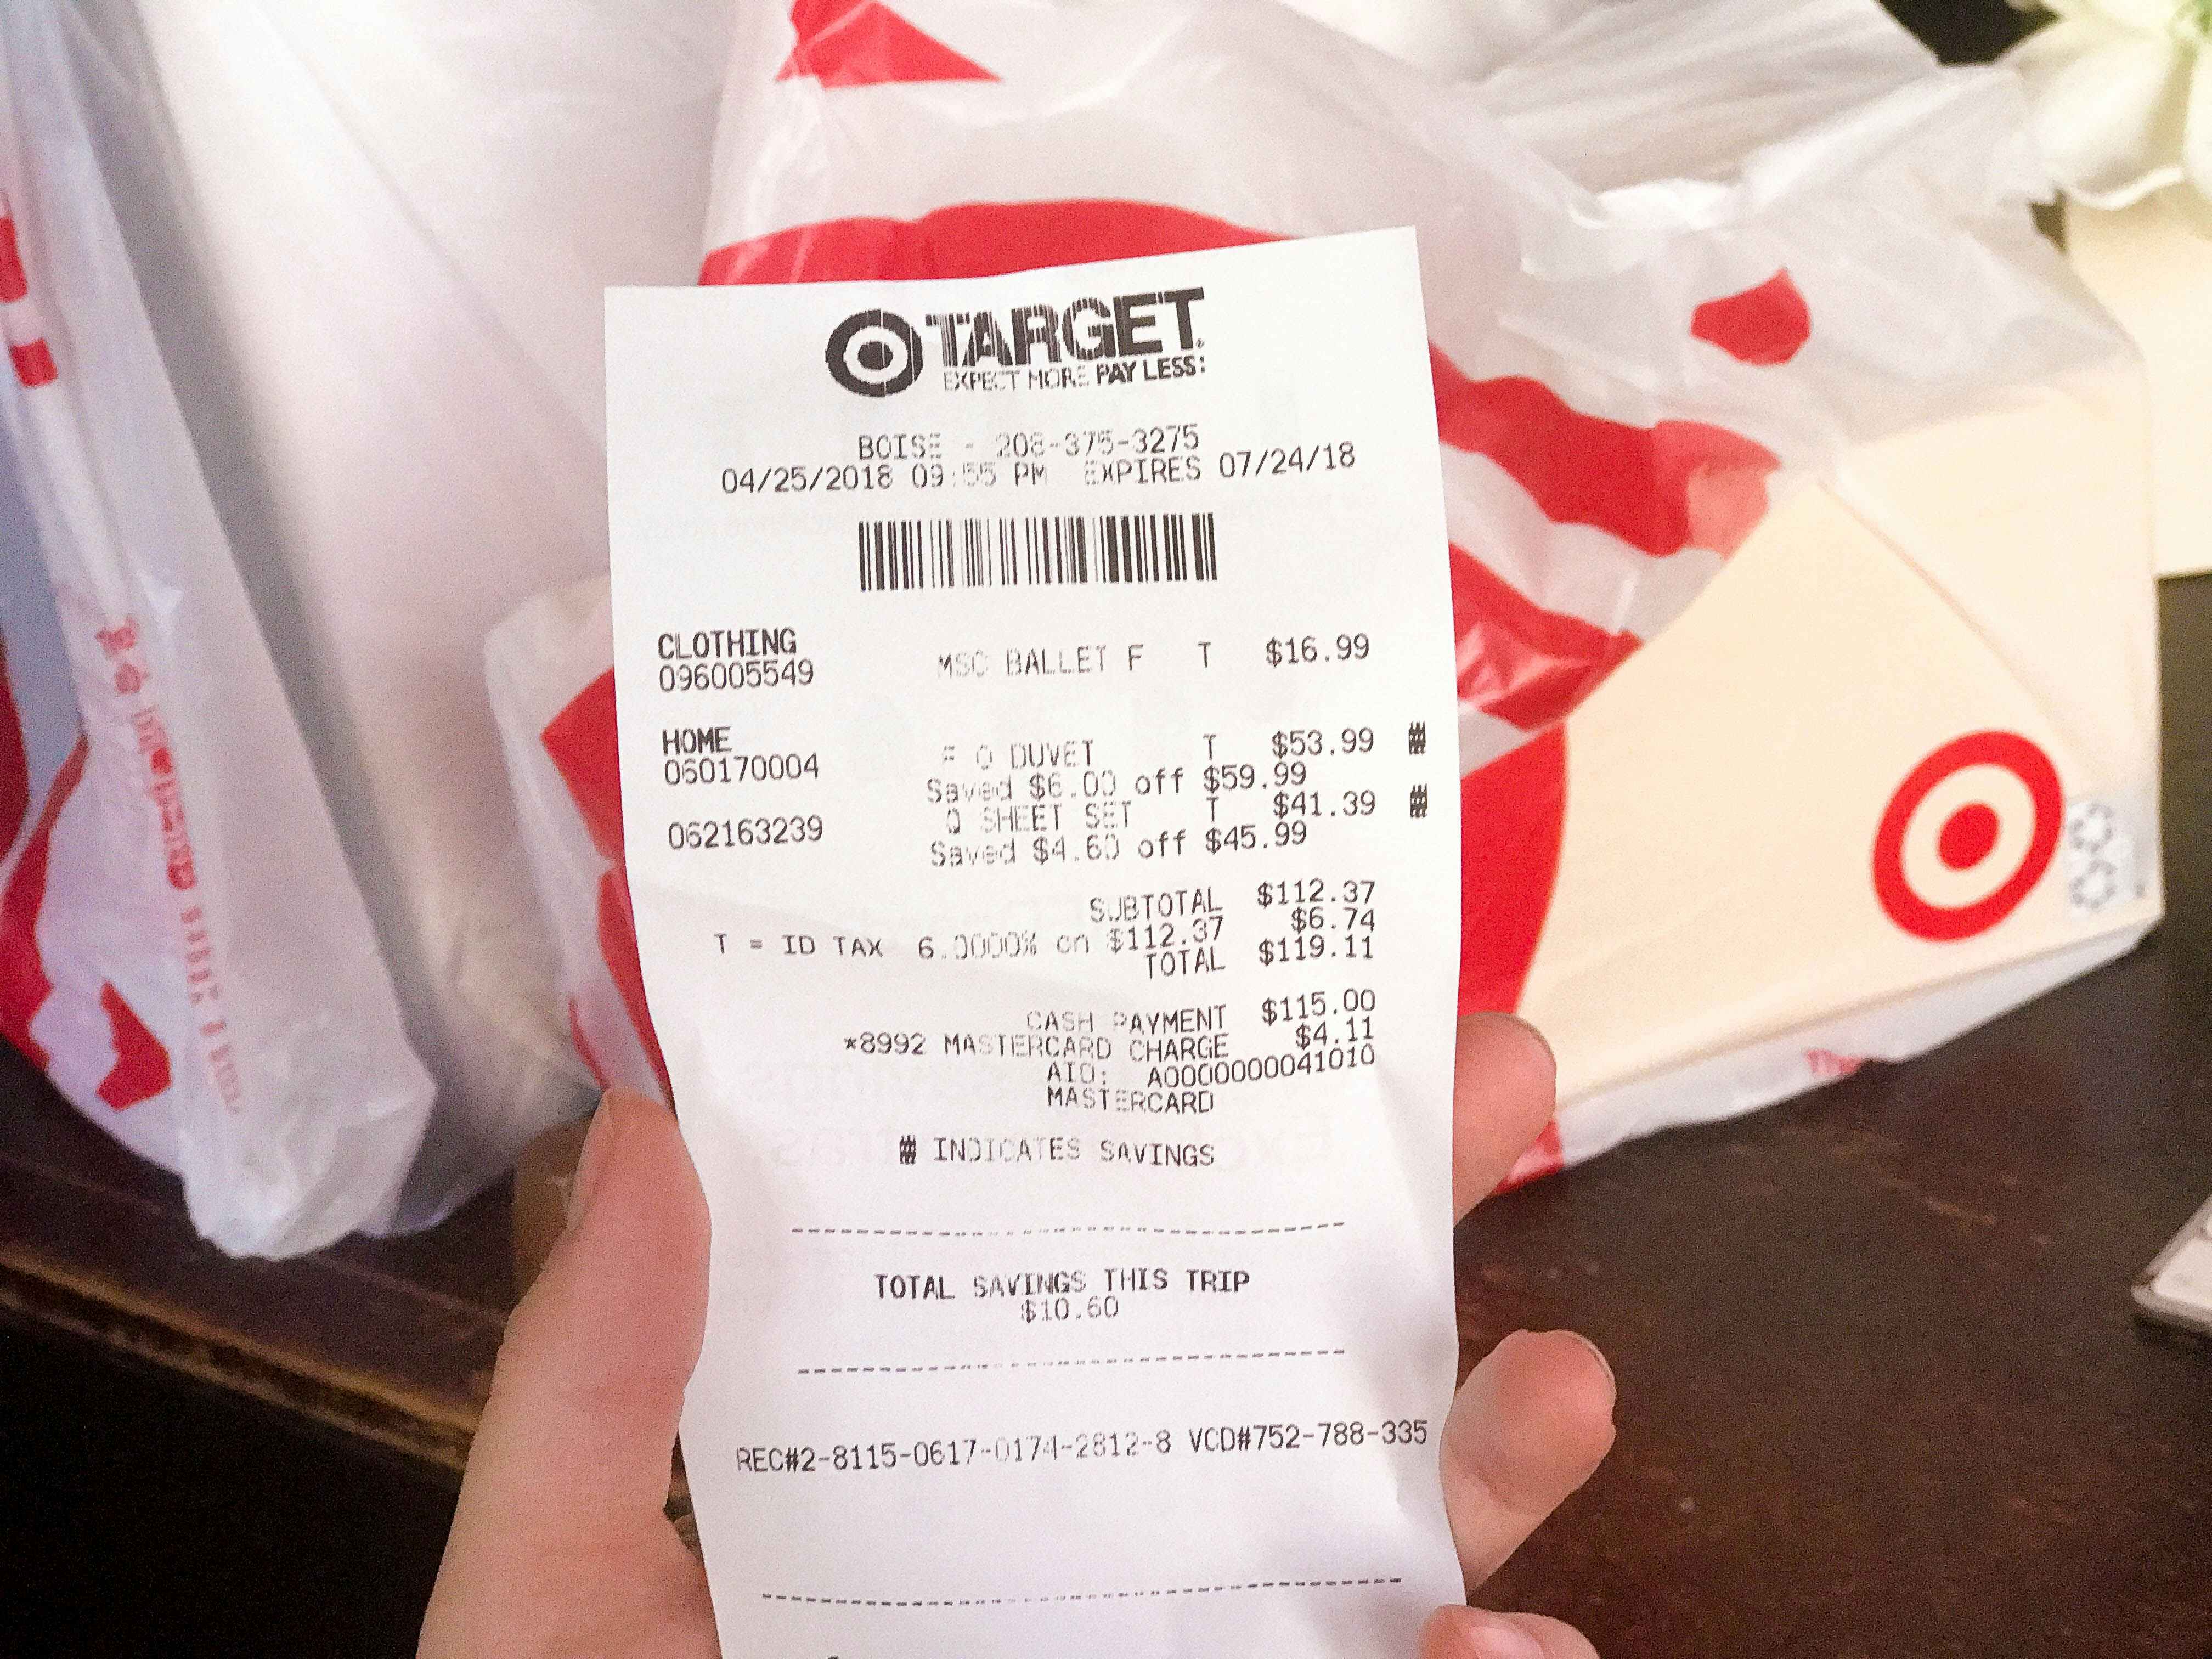 TARGET
EXPECT MORE PAY LESS.
BOISE - 208-375-3275
04/25/2018 09:55 PM EXPIRES 07/24/18
CLOTHING
096005549 MSC BALLET F T $16.99
HOME
060170004 F Q DUVET T $53.99
Saved $6.00 off $59.99
062163239 Q SHEET SET T $41.39
Saved $4.60 off $45.99
SUBTOTAL $112.37
T = ID TAX 6.0000% on $112.37 $6.74
TOTAL $119.11
CASH PAYMENT $115.00
*8992 MASTERCARD CHARGE $4.11
AID: A0000000041010
MASTERCARD
INDICATES SAVINGS
TOTAL SAVINGS THIS TRIP
$10.60
REC#2-8115-0617-0174-2812-8 VCD#752-788-335